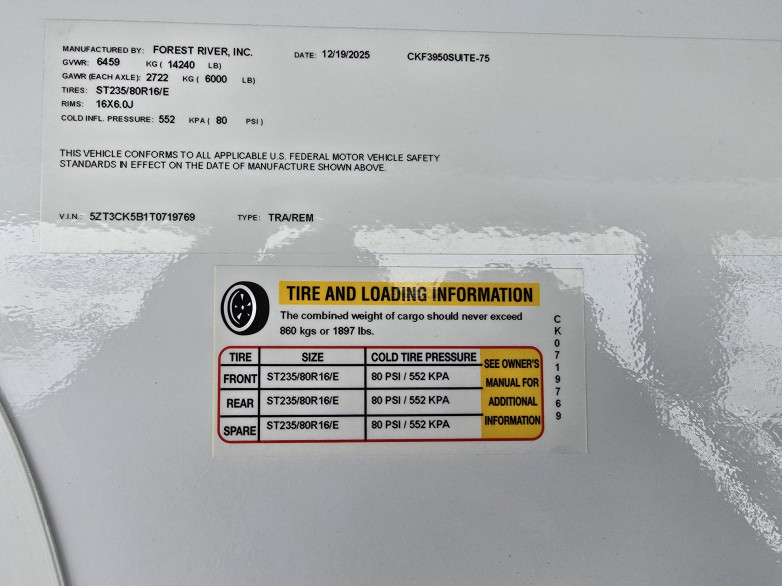 MANUFACTURED BY: FOREST RIVER, INC. DATE: 12/19/2025 CKF3950SUITE-75
GVWR: 6459 KG ( 14240 LB)
GAWR (EACH AXLE): 2722 KG ( 6000 LB)
TIRES: ST235/80R16/E
RIMS: 16X6.0J
COLD INFL. PRESSURE: 552 KPA ( 80 PSI )
THIS VEHICLE CONFORMS TO ALL APPLICABLE U.S. FEDERAL MOTOR VEHICLE SAFETY
STANDARDS IN EFFECT ON THE DATE OF MANUFACTURE SHOWN ABOVE.
V.I.N.: 5ZT3CK5B1T0719769 TYPE: TRA/REM
TIRE AND LOADING INFORMATION
The combined weight of cargo should never exceed
860 kgs or 1897 lbs.
TIRE SIZE COLD TIRE PRESSURE
FRONT ST235/80R16/E 80 PSI / 552 KPA
REAR ST235/80R16/E 80 PSI / 552 KPA
SPARE ST235/80R16/E 80 PSI / 552 KPA
SEE OWNER'S
MANUAL FOR
ADDITIONAL
INFORMATION
CK0719769